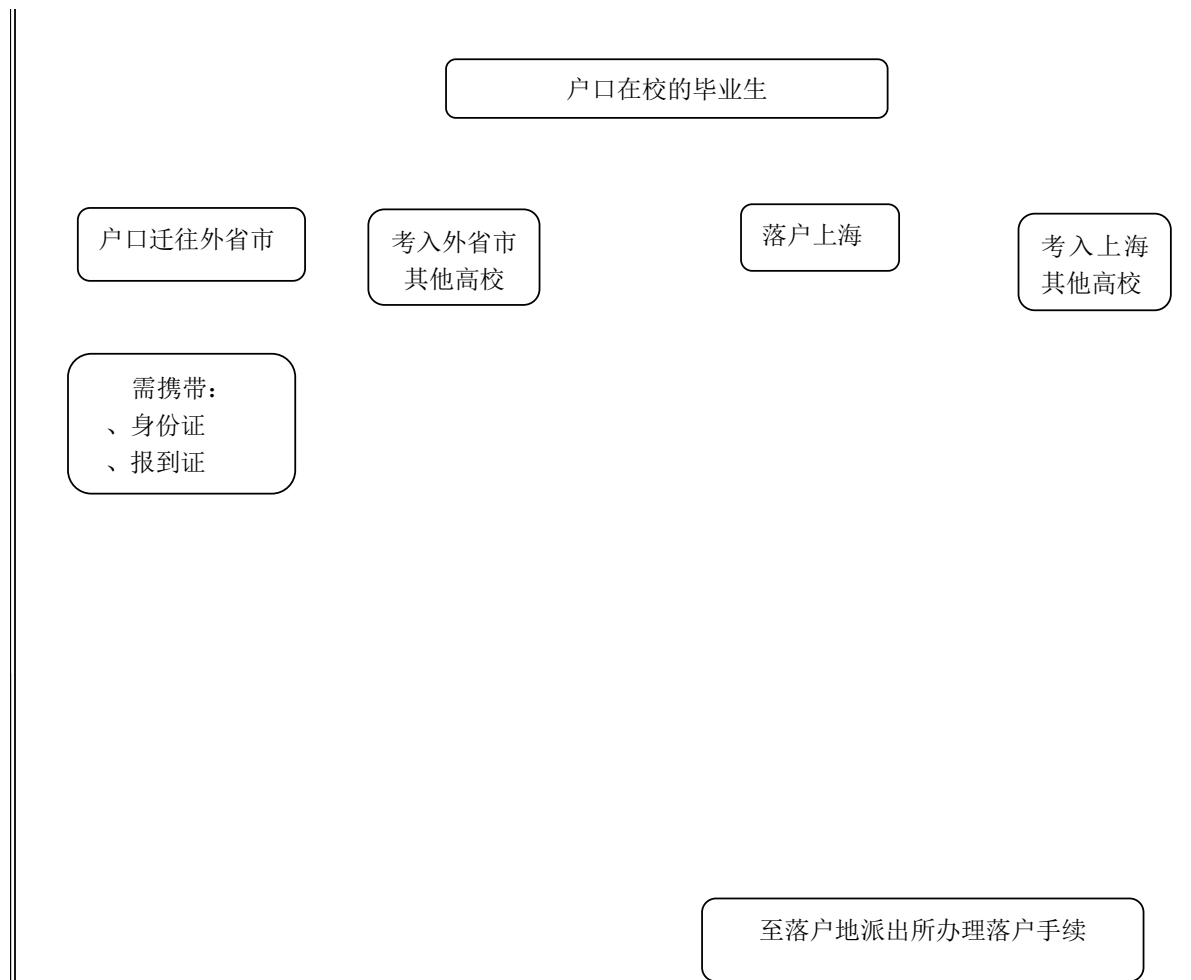 户口在校的毕业生
户口迁往外省市
考入外省市
其他高校
落户上海
考入上海
其他高校
需携带：
、身份证
、报到证
至落户地派出所办理落户手续